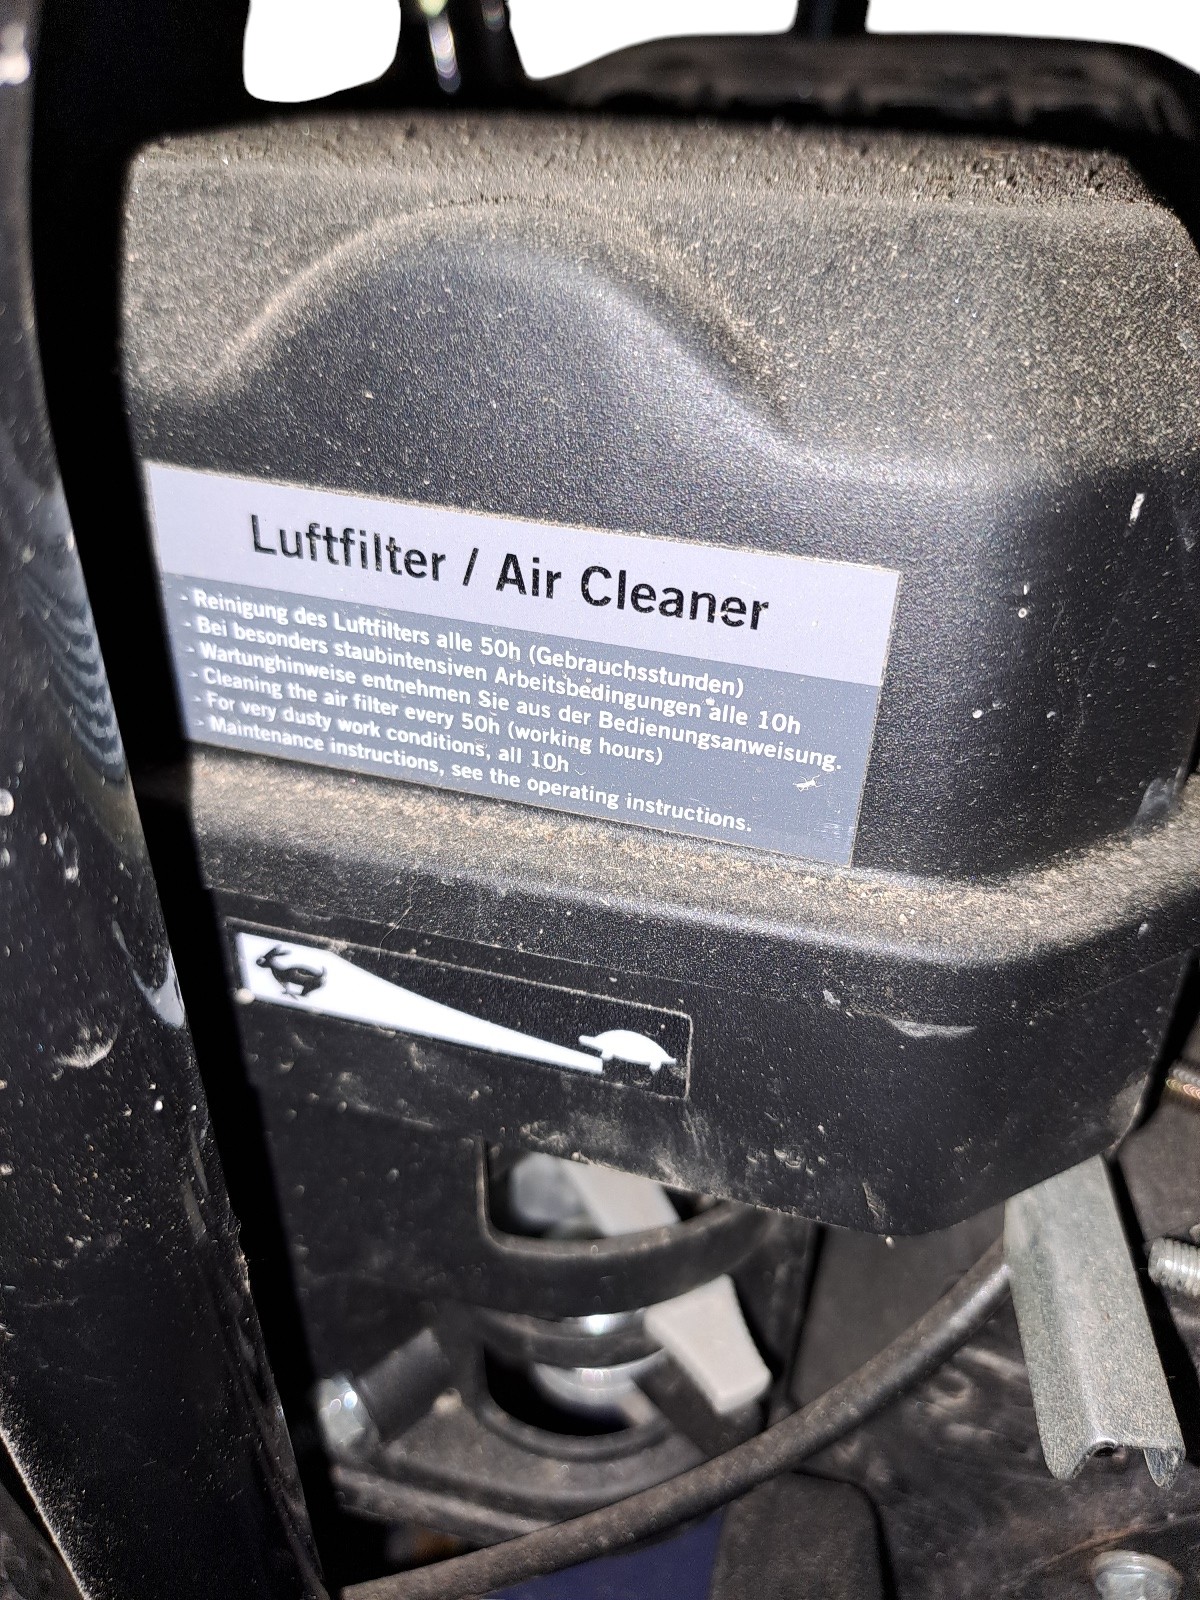 Luftfilter / Air Cleaner
- Reinigung des Luftfilters alle 50h (Gebrauchsstunden)
- Bei besonders staubintensiven Arbeitsbedingungen alle 10h
- Wartunghinweise entnehmen Sie aus der Bedienungsanweisung.
- Cleaning the air filter every 50h (working hours)
- For very dusty work conditions, all 10h
- Maintenance instructions, see the operating instructions.